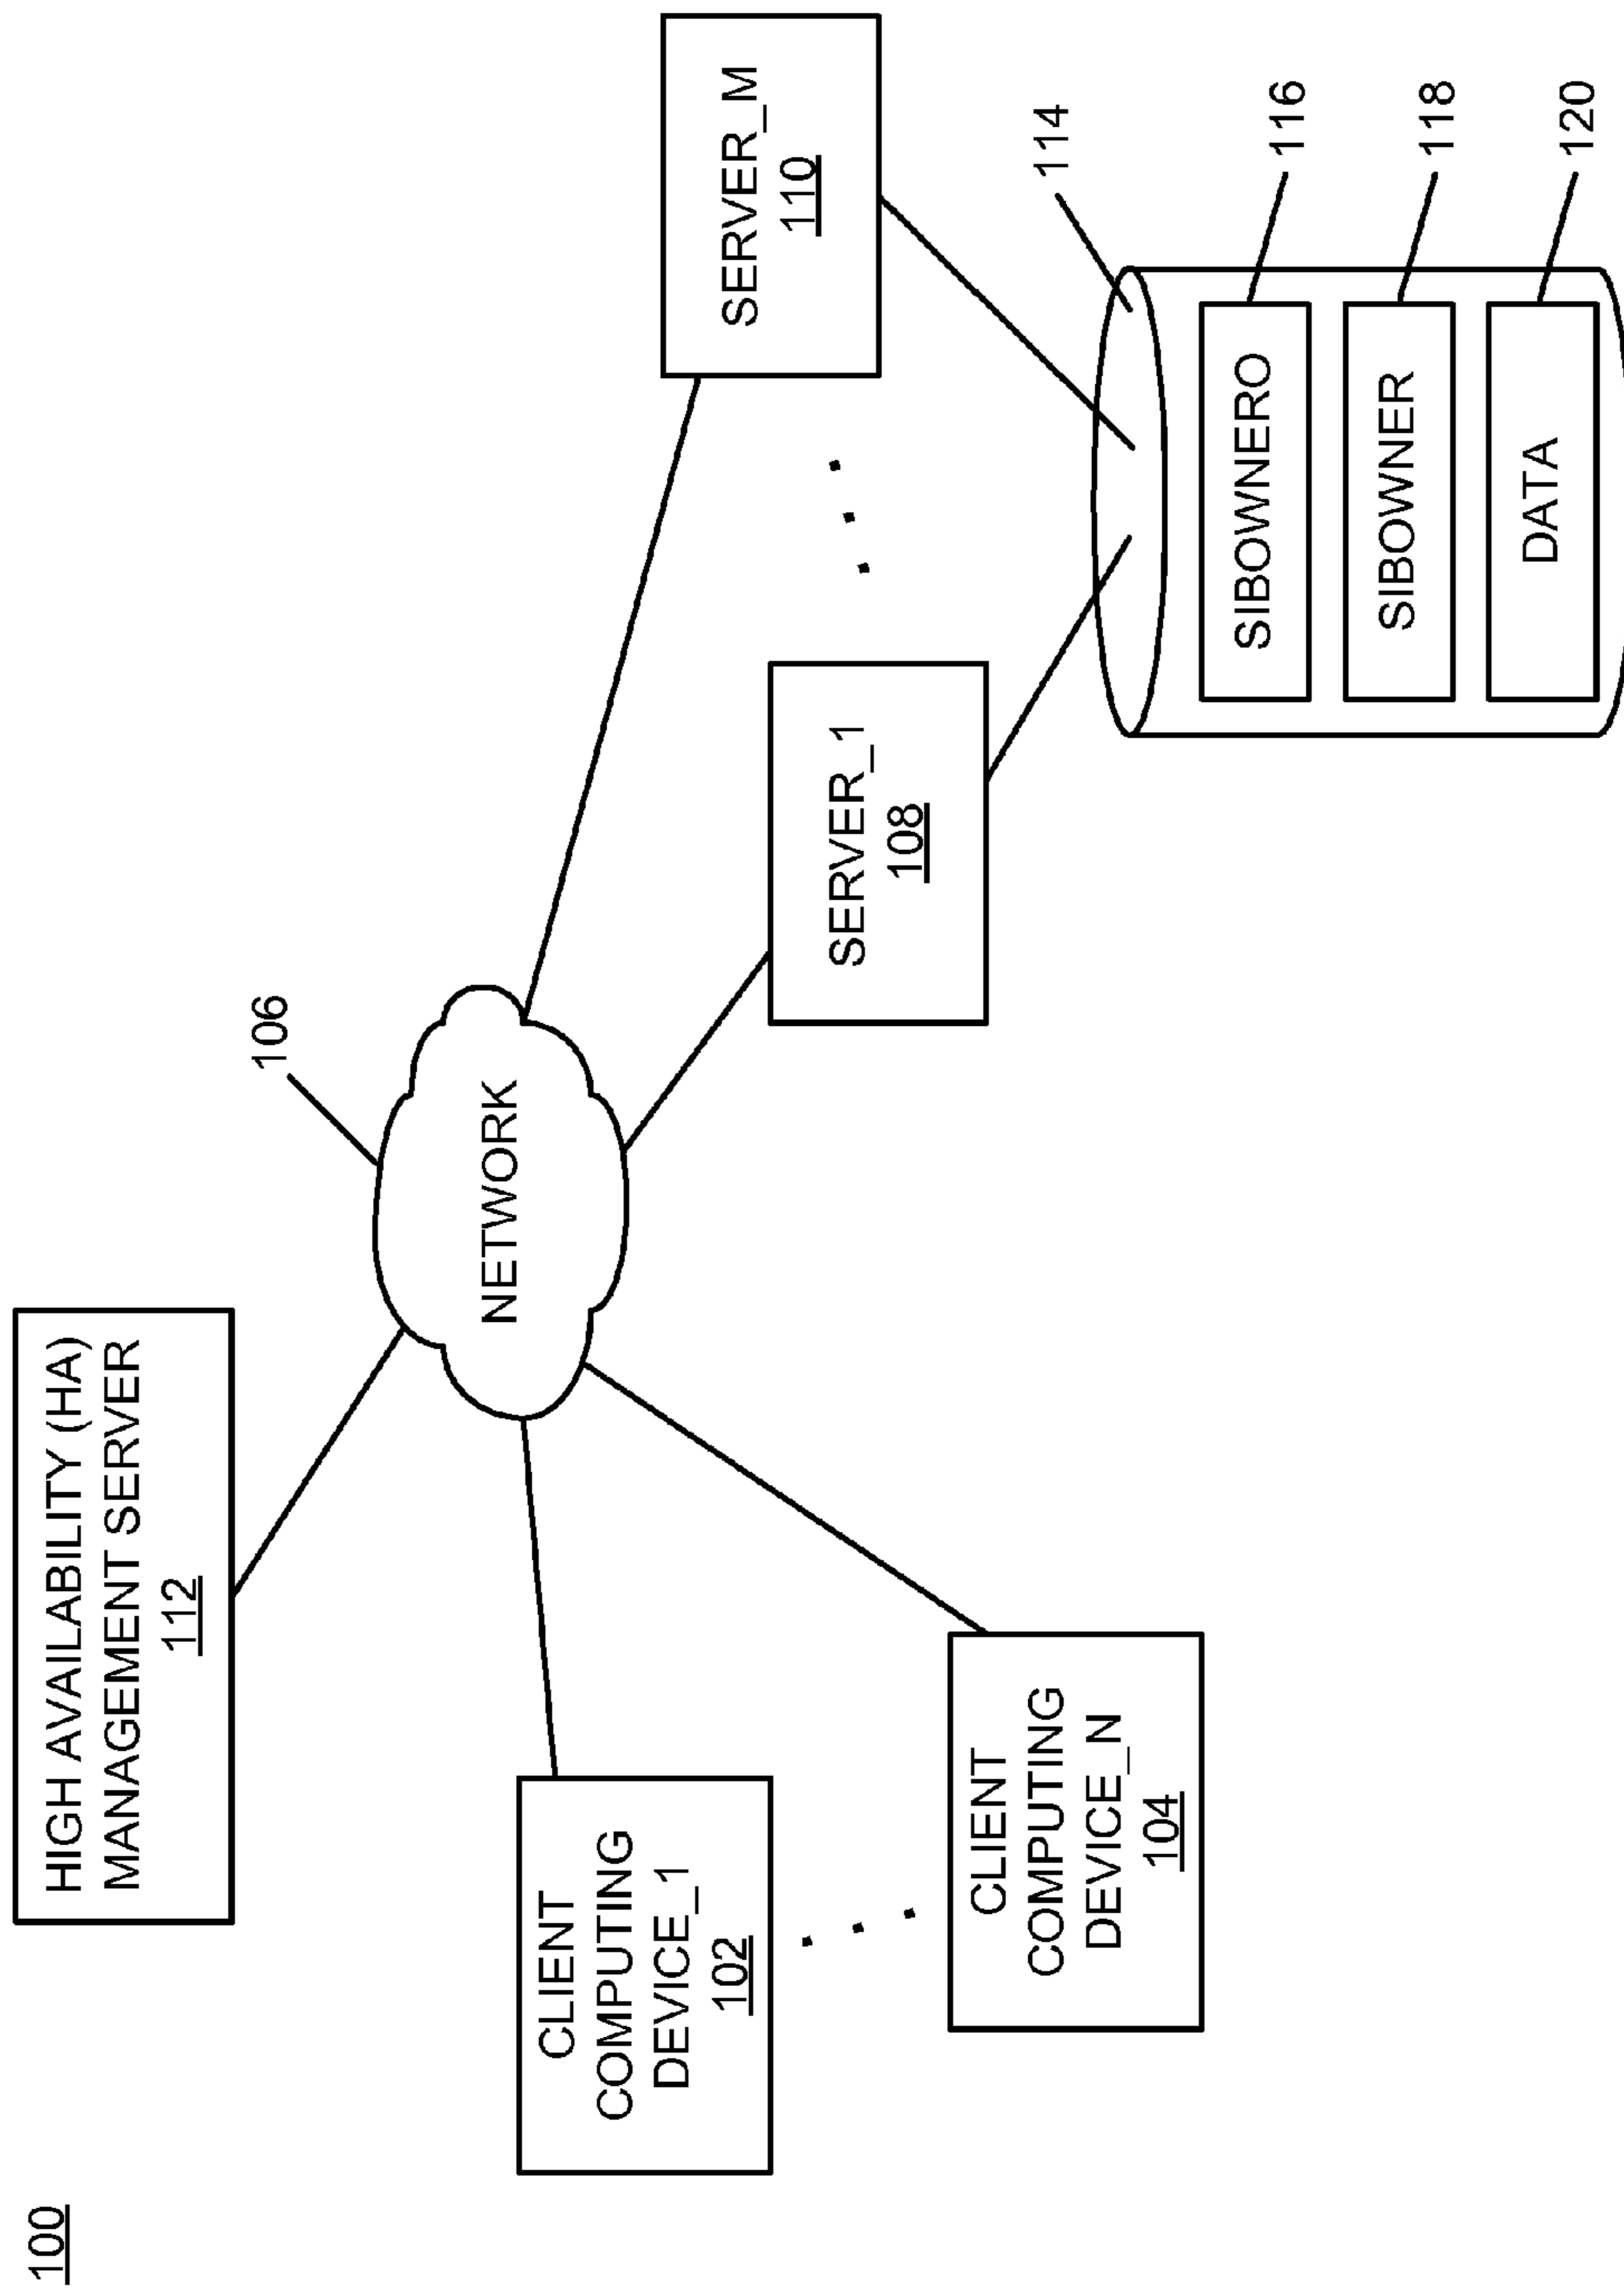 100
HIGH AVAILABILITY (HA)
MANAGEMENT SERVER
112
106
NETWORK
CLIENT
COMPUTING
DEVICE_1
102
CLIENT
COMPUTING
DEVICE_N
104
SERVER_M
110
SERVER_1
108
114
SIBOWNERO
116
SIBOWNER
118
DATA
120